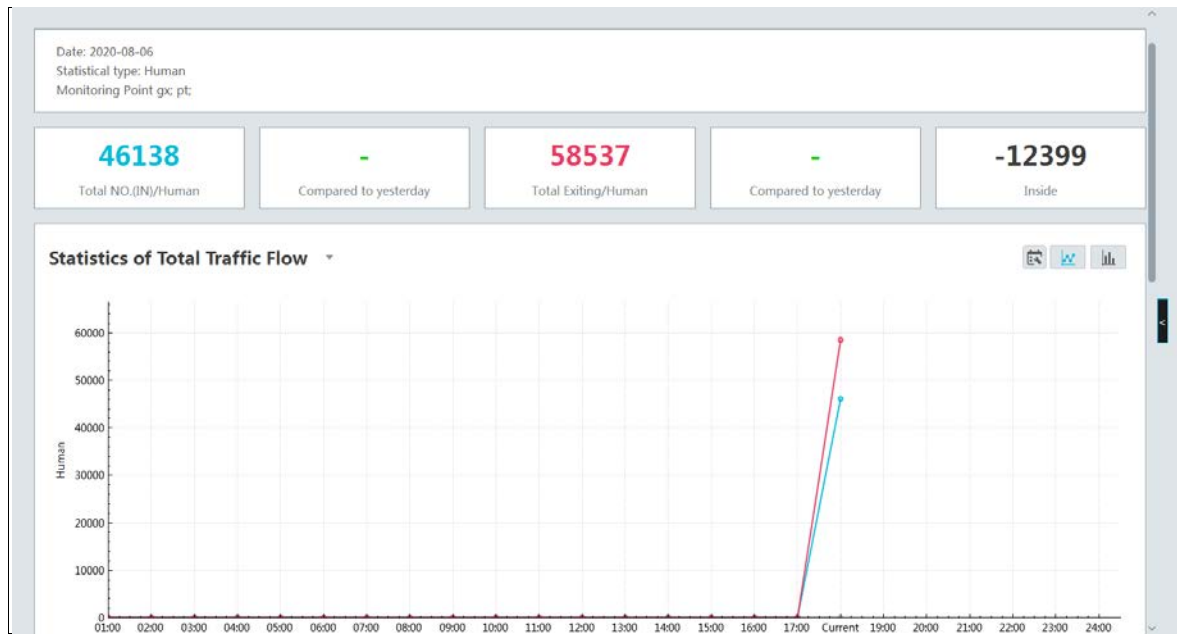 Date: 2020-08-06
Statistical type: Human
Monitoring Point gx; pt;
46138
Total NO.(IN)/Human
-
Compared to yesterday
58537
Total Exiting/Human
-
Compared to yesterday
-12399
Inside
Statistics of Total Traffic Flow
60000
50000
40000
30000
20000
10000
0
Human
01:00 02:00 03:00 04:00 05:00 06:00 07:00 08:00 09:00 10:00 11:00 12:00 13:00 14:00 15:00 16:00 17:00 Current 19:00 20:00 21:00 22:00 23:00 24:00